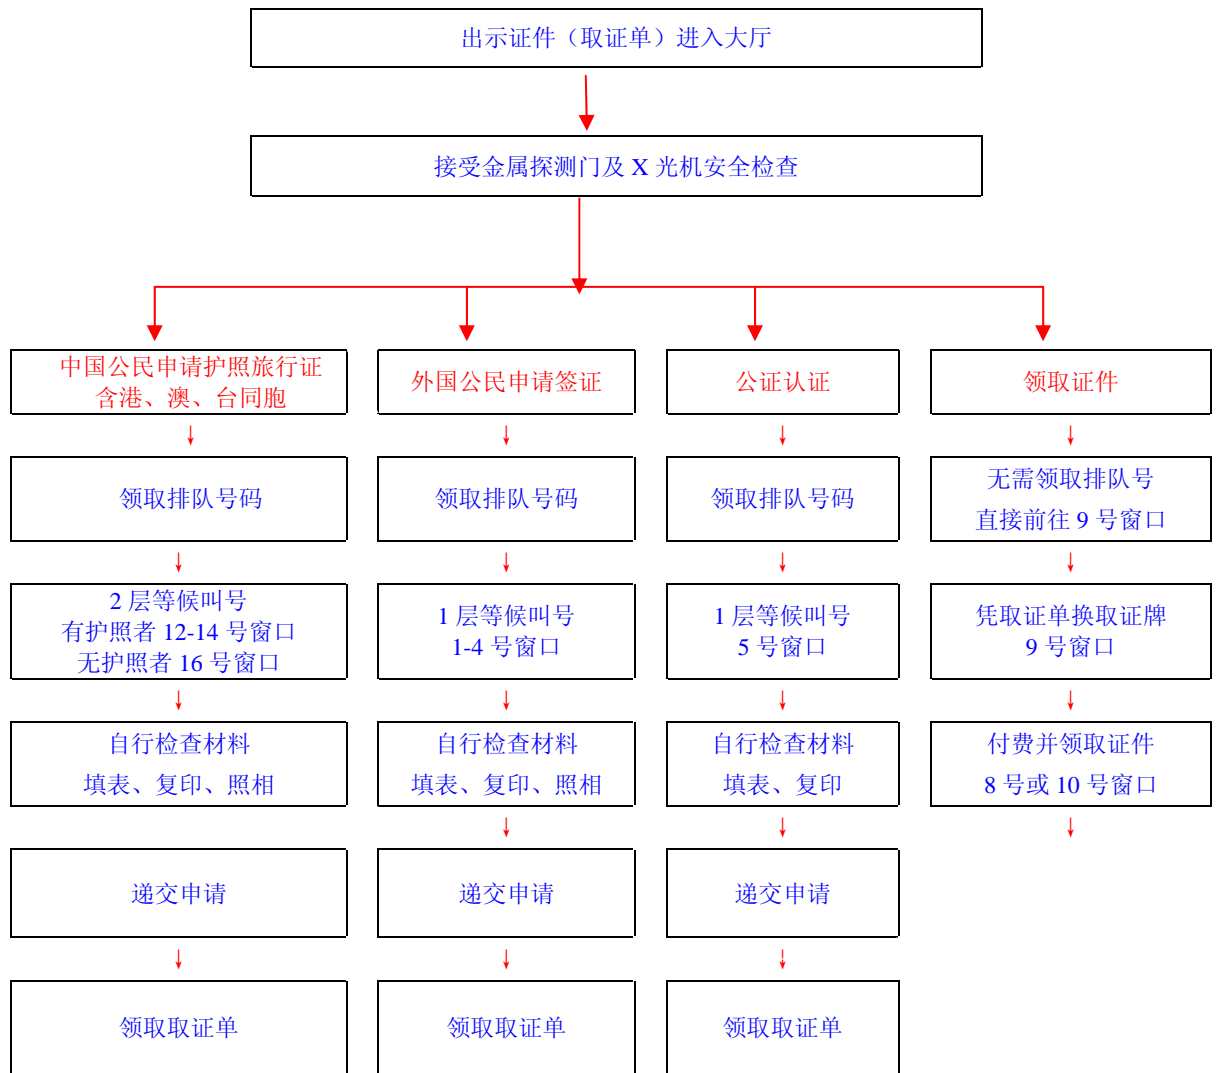 出示证件（取证单）进入大厅
接受金属探测门及 X 光机安全检查
中国公民申请护照旅行证
含港、澳、台同胞
外国公民申请签证
公证认证
领取证件
领取排队号码
领取排队号码
领取排队号码
无需领取排队号
直接前往 9 号窗口
2 层等候叫号
有护照者 12-14 号窗口
无护照者 16 号窗口
1 层等候叫号
1-4 号窗口
1 层等候叫号
5 号窗口
凭取证单换取证牌
9 号窗口
自行检查材料
填表、复印、照相
自行检查材料
填表、复印、照相
自行检查材料
填表、复印
付费并领取证件
8 号或 10 号窗口
递交申请
递交申请
递交申请
领取取证单
领取取证单
领取取证单